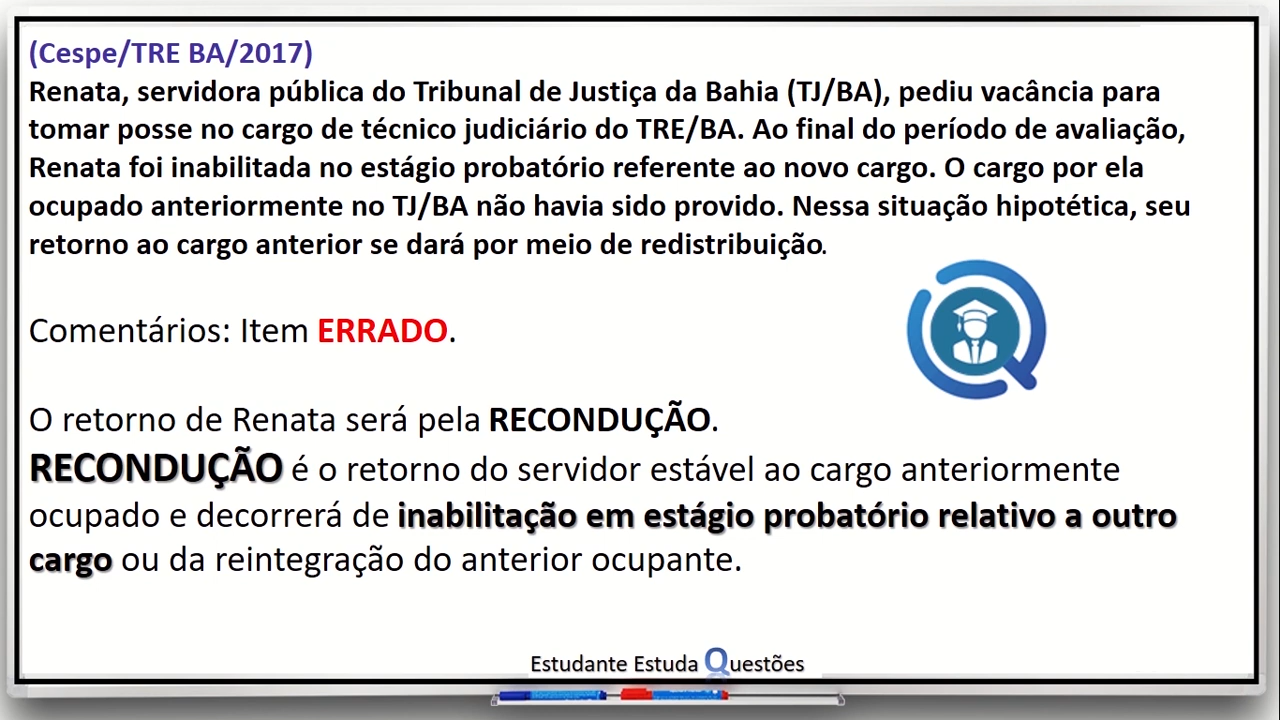 (Cespe/TRE BA/2017)
Renata, servidora pública do Tribunal de Justiça da Bahia (TJ/BA), pediu vacância para
tomar posse no cargo de técnico judiciário do TRE/BA. Ao final do período de avaliação,
Renata foi inabilitada no estágio probatório referente ao novo cargo. O cargo por ela
ocupado anteriormente no TJ/BA não havia sido provido. Nessa situação hipotética, seu
retorno ao cargo anterior se dará por meio de redistribuição.
Comentários: Item ERRADO.
O retorno de Renata será pela RECONDUÇÃO.
RECONDUÇÃO é o retorno do servidor estável ao cargo anteriormente
ocupado e decorrerá de inabilitação em estágio probatório relativo a outro
cargo ou da reintegração do anterior ocupante.
Estudante Estuda Questões